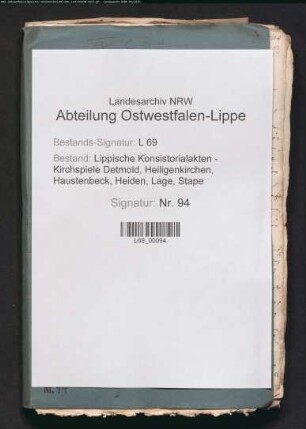 Landesarchiv NRW
Abteilung Ostwestfalen-Lippe
Bestands-Signatur: L 69
Bestand: Lippische Konsistorialakten -
Kirchspiele Detmold, Heiligenkirchen,
Haustenbeck, Heiden, Lage, Stape
Signatur: Nr. 94
L69_00094